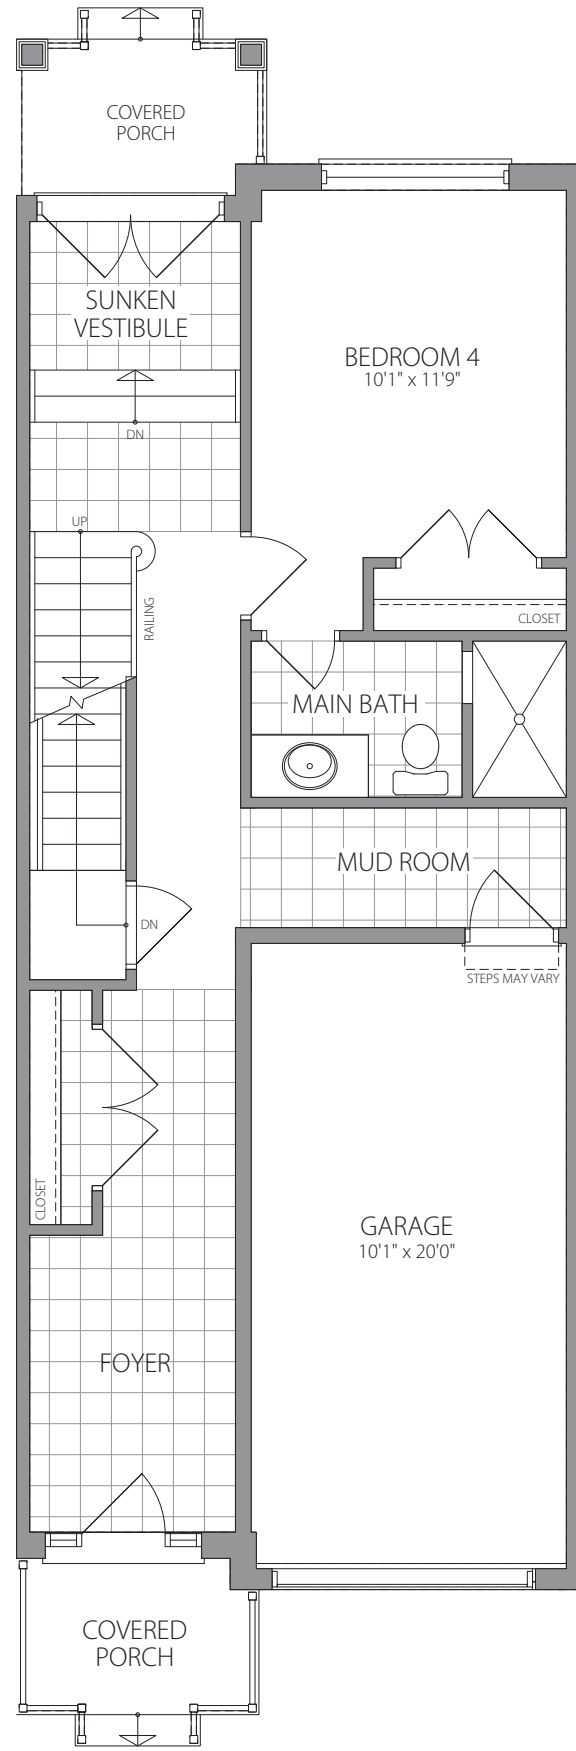 COVERED
PORCH
SUNKEN
VESTIBULE
BEDROOM 4
10'1" x 11'9"
DN
UP
RAILING
CLOSET
MAIN BATH
MUD ROOM
DN
STEPS MAY VARY
CLOSET
GARAGE
10'1" x 20'0"
FOYER
COVERED
PORCH